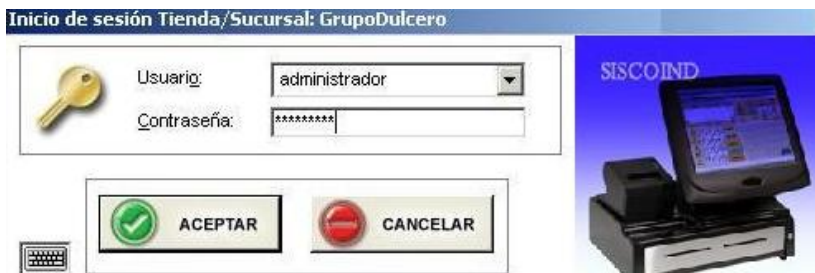 Inicio de sesión Tienda/Sucursal: GrupoDulcero
Usuario: administrador
Contraseña: *********
SISCOIND
ACEPTAR CANCELAR